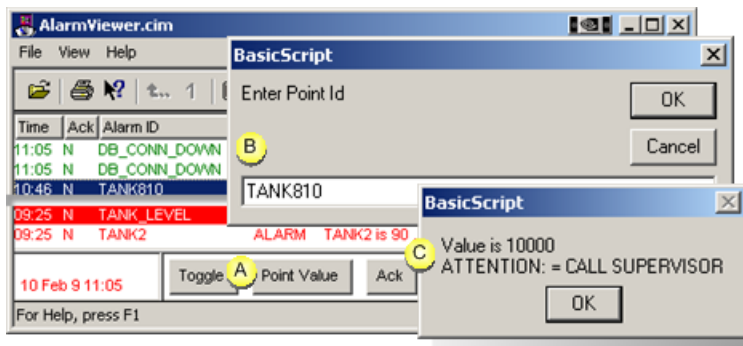 AlarmViewer.cim
File View Help
Time Ack Alarm ID
11:05 N DB_CONN_DOWN
11:05 N DB_CONN_DOWN
10:46 N TANK810
09:25 N TANK_LEVEL
09:25 N TANK2 ALARM TANK2 is 90
10 Feb 9 11:05 Toggle A Point Value Ack
For Help, press F1
BasicScript
Enter Point Id
OK
Cancel
B
TANK810
BasicScript
C
Value is 10000
ATTENTION: = CALL SUPERVISOR
OK